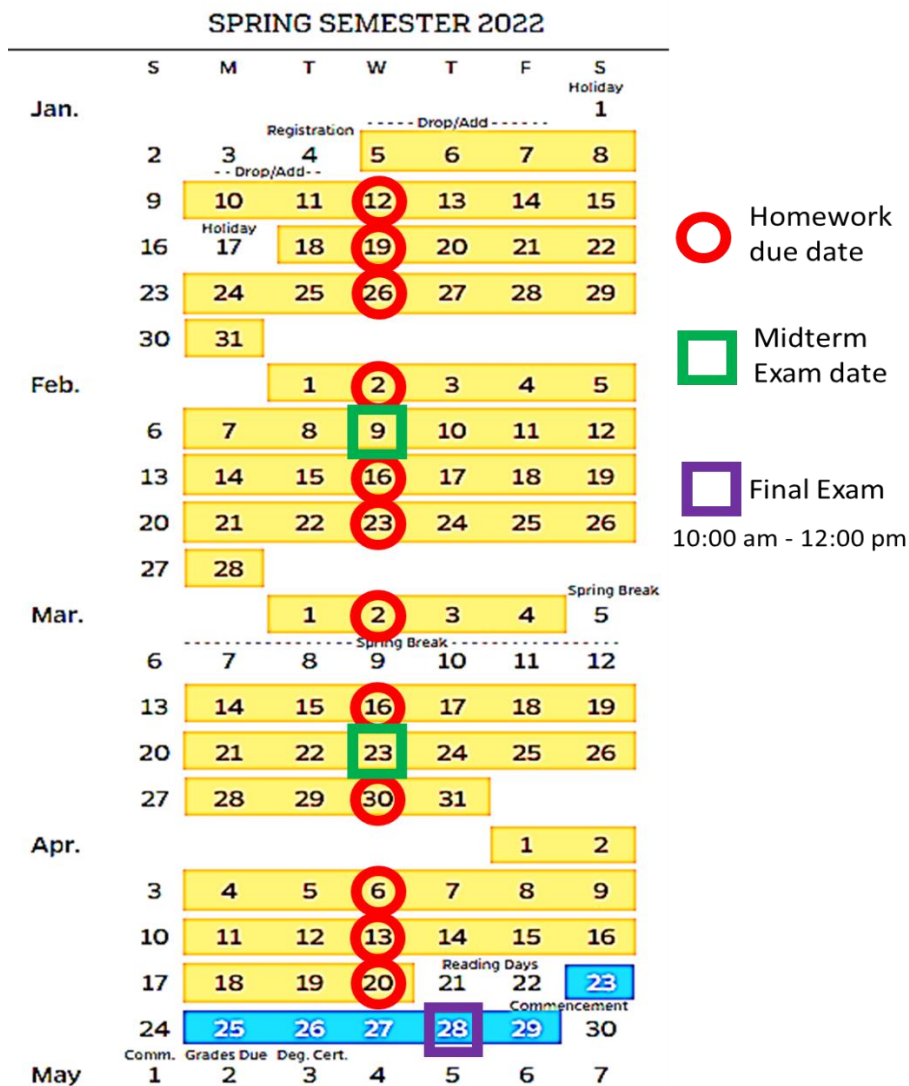 SPRING SEMESTER 2022
S M T W T F S
Holiday
Jan. 1
Registration -----Drop/Add------
2 3 4 5 6 7 8
--Drop/Add--
9 10 11 12 13 14 15
Holiday
16 17 18 19 20 21 22
23 24 25 26 27 28 29
30 31
Feb. 1 2 3 4 5
6 7 8 9 10 11 12
13 14 15 16 17 18 19
20 21 22 23 24 25 26
27 28
Spring Break
Mar. 1 2 3 4 5
Spring Break
6 7 8 9 10 11 12
13 14 15 16 17 18 19
20 21 22 23 24 25 26
27 28 29 30 31
Apr. 1 2
3 4 5 6 7 8 9
10 11 12 13 14 15 16
Reading Days
17 18 19 20 21 22 23
Commencement
24 25 26 27 28 29 30
Comm. Grades Due Deg. Cert.
May 1 2 3 4 5 6 7
Homework
due date
Midterm
Exam date
Final Exam
10:00 am - 12:00 pm